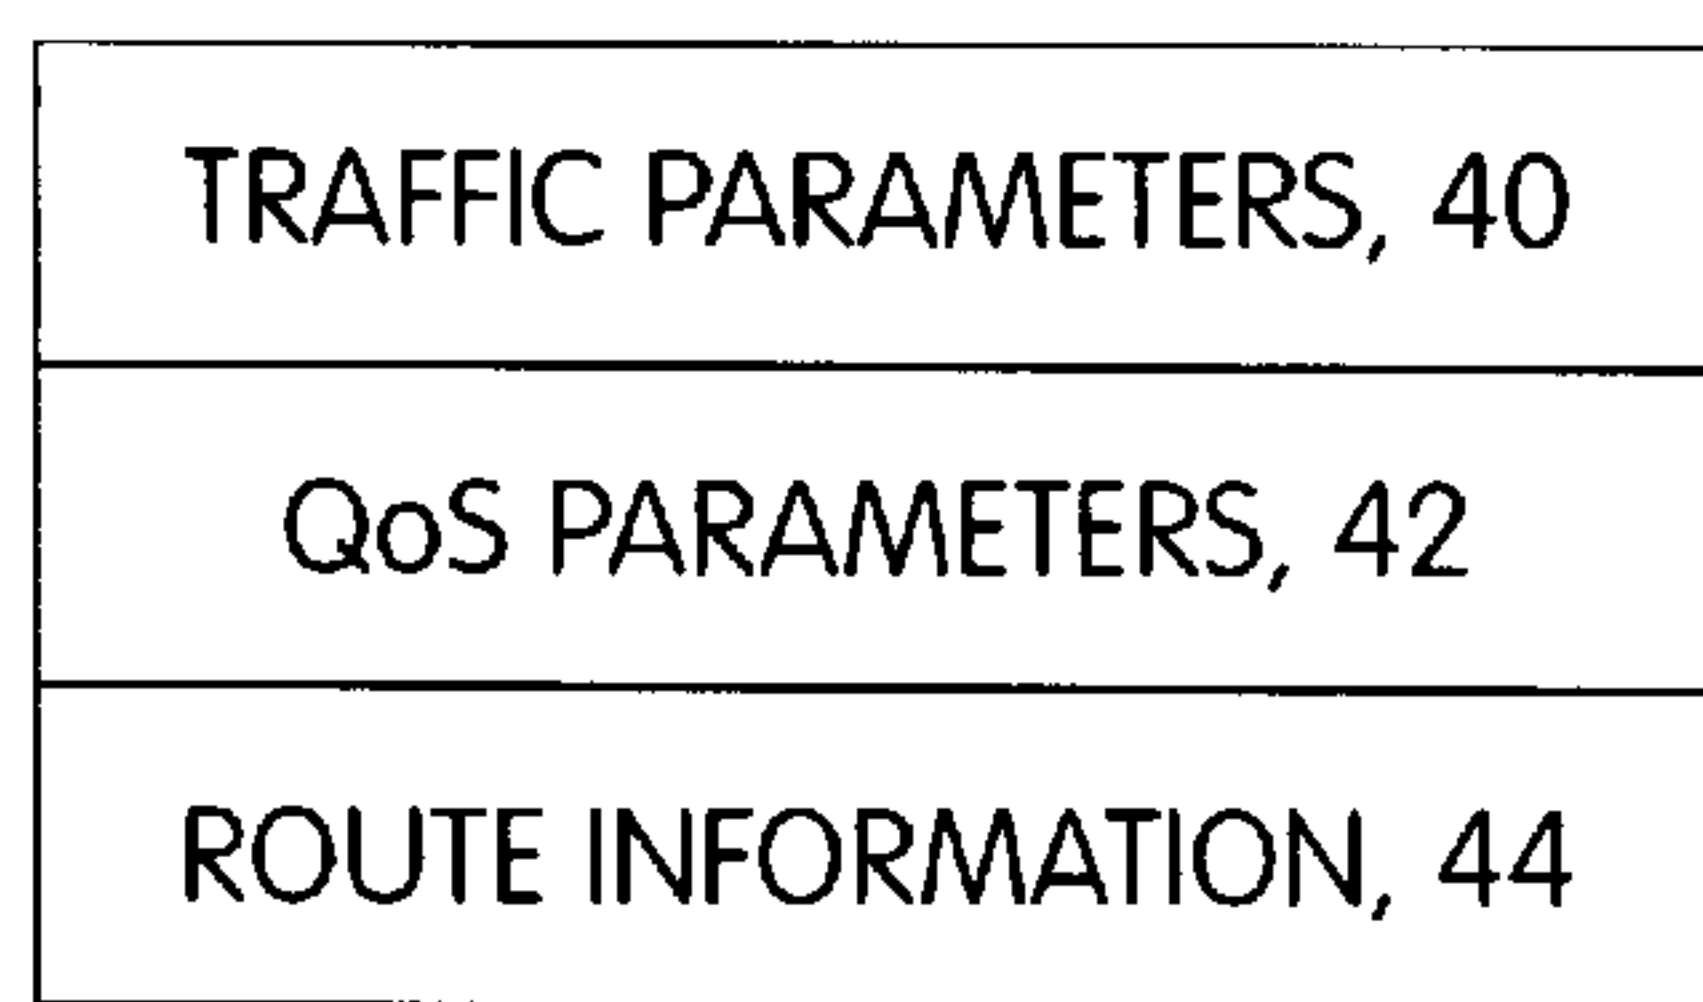 TRAFFIC PARAMETERS, 40
QoS PARAMETERS, 42
ROUTE INFORMATION, 44